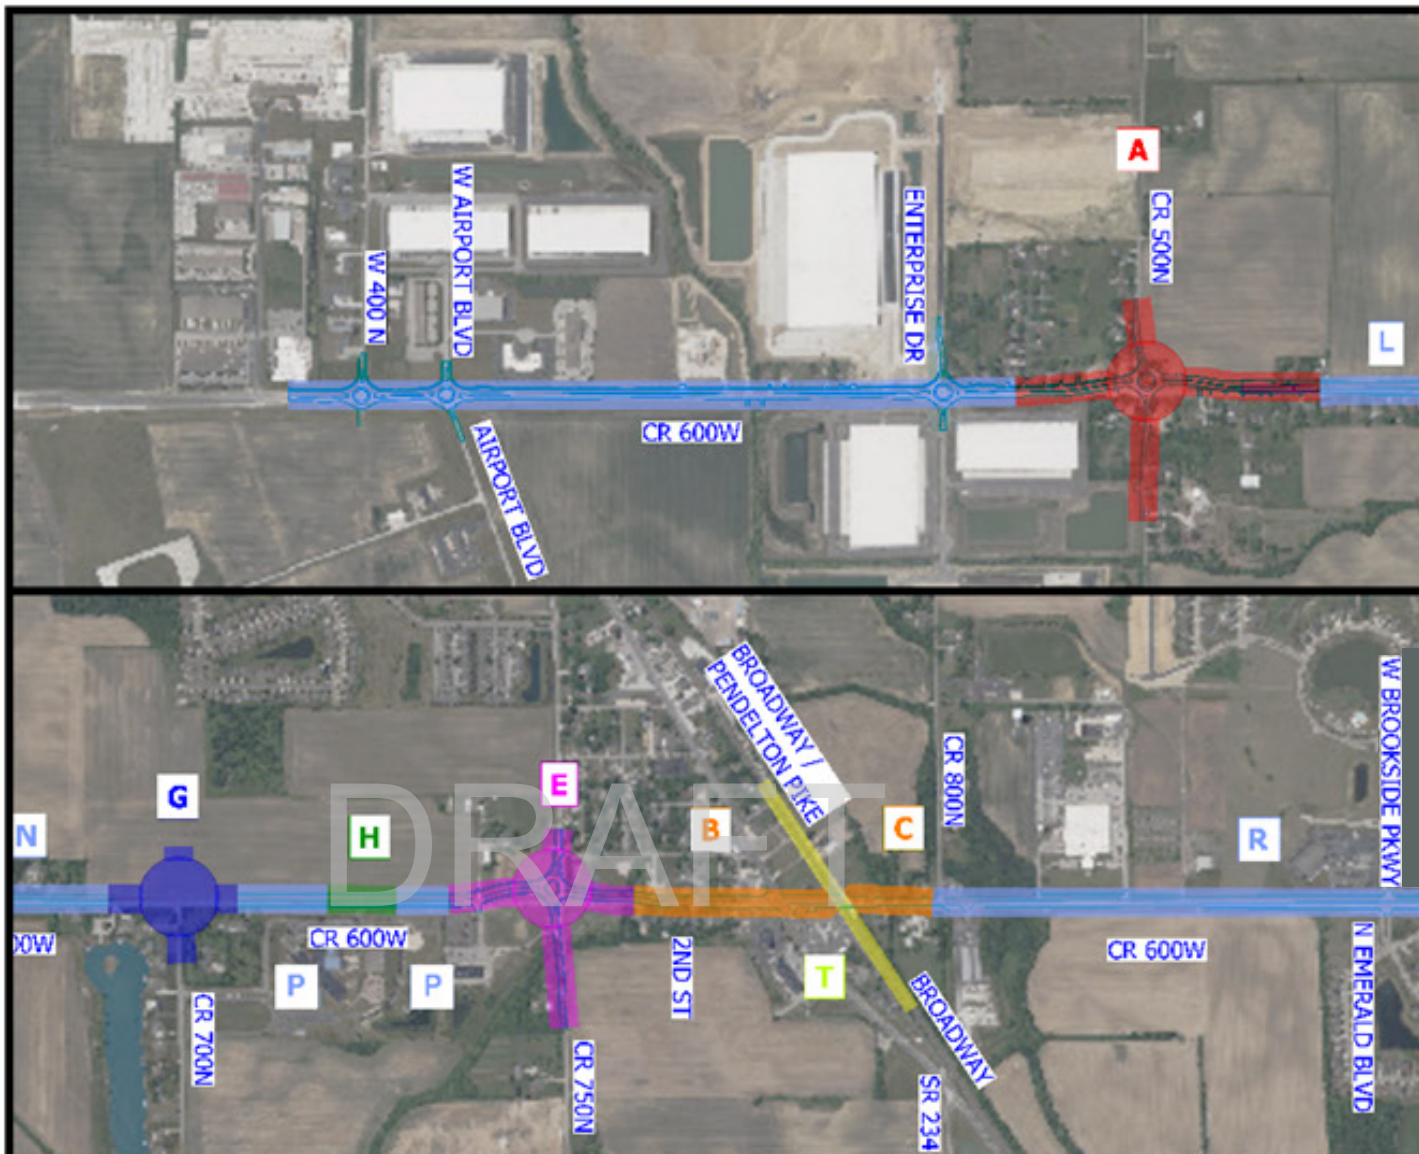 A
CR 500N
W AIRPORT BLVD
W 400 N
ENTERPRISE DR
L
CR 600W
AIRPORT BLVD
BROADWAY /
PENDELTON PIKE
W BROOKSIDE PKWY
CR 800N
G
E
DRAFT
N
H
B
C
R
00W
CR 600W
2ND ST
CR 600W
N EMERALD BLVD
P
P
T
CR 700N
BROADWAY
CR 750N
SR 234